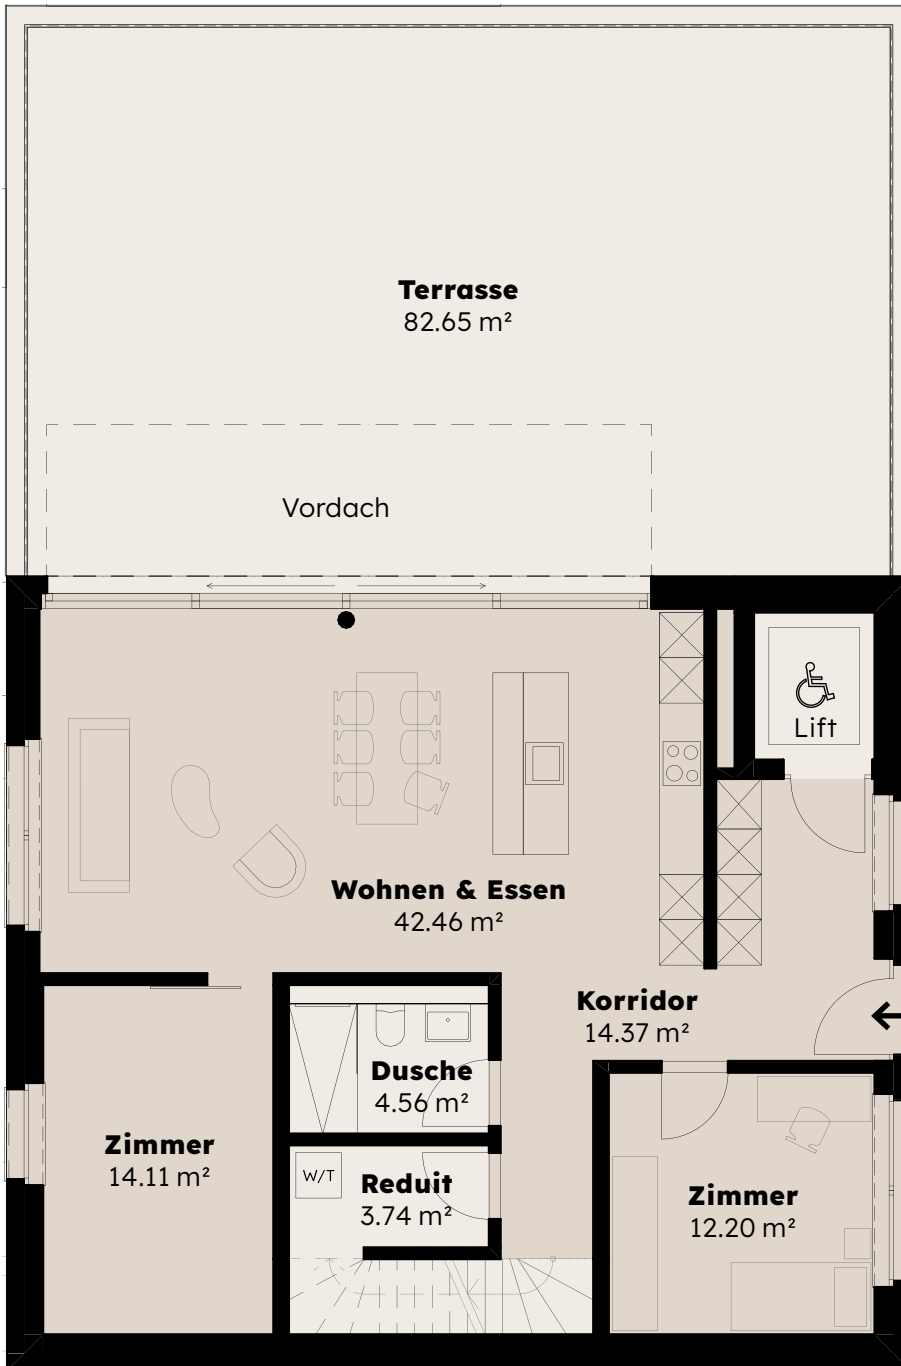 Terrasse
82.65 m²
Vordach
Lift
Wohnen & Essen
42.46 m²
Korridor
14.37 m²
Dusche
4.56 m²
Zimmer
14.11 m²
W/T
Reduit
3.74 m²
Zimmer
12.20 m²